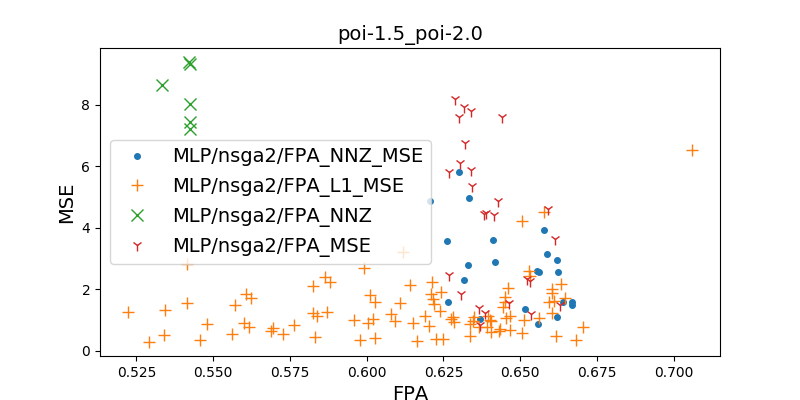 poi-1.5_poi-2.0
MSE
8
6
4
2
0
MLP/nsga2/FPA_NNZ_MSE
MLP/nsga2/FPA_L1_MSE
MLP/nsga2/FPA_NNZ
MLP/nsga2/FPA_MSE
0.525 0.550 0.575 0.600 0.625 0.650 0.675 0.700
FPA